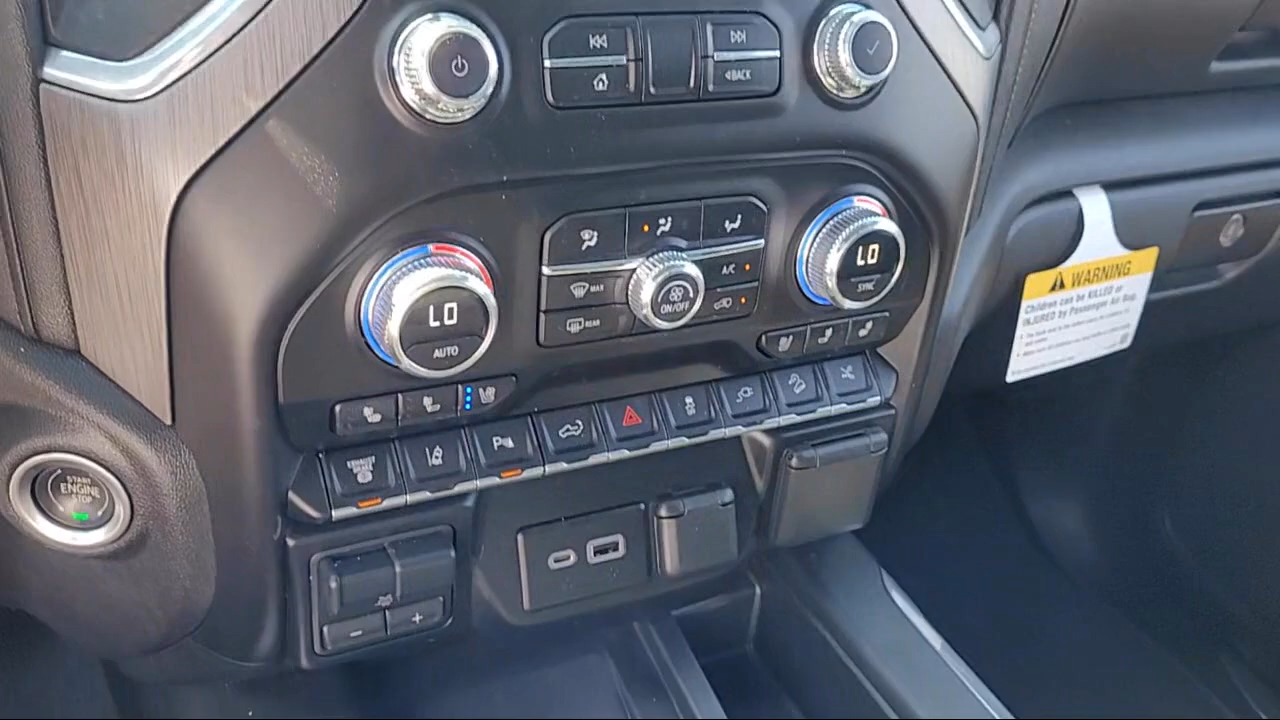 BACK
LO
AUTO
MAX
REAR
A/C
ON/OFF
LO
SYNC
EXHAUST
BRAKE
START
ENGINE
STOP
- +
WARNING
Children can be KILLED or
INJURED by Passenger Air Bag